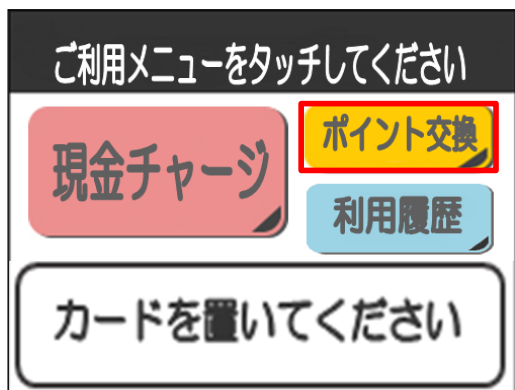 ご利用メニューをタッチしてください
現金チャージ
ポイント交換
利用履歴
カードを置いてください